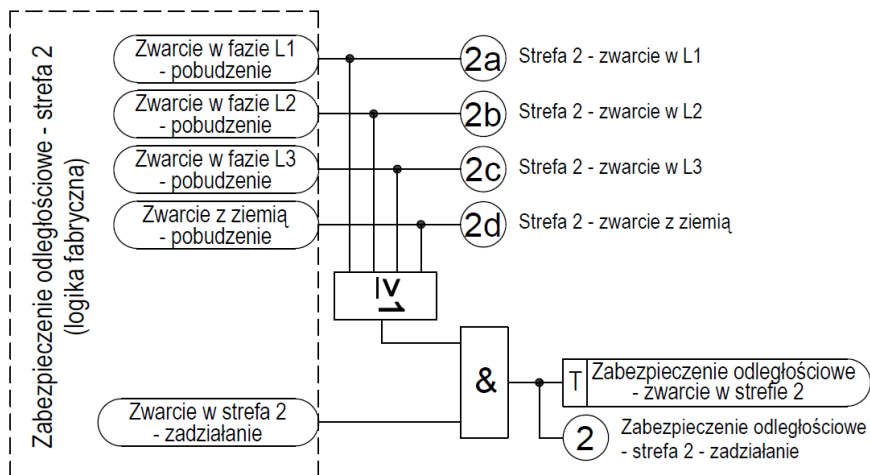 Zabezpieczenie odległościowe - strefa 2
(logika fabryczna)
Zwarcie w fazie L1
- pobudzenie
2a
Strefa 2 - zwarcie w L1
Zwarcie w fazie L2
- pobudzenie
2b
Strefa 2 - zwarcie w L2
Zwarcie w fazie L3
- pobudzenie
2c
Strefa 2 - zwarcie w L3
Zwarcie z ziemią
- pobudzenie
2d
Strefa 2 - zwarcie z ziemią
≥1
&
T
Zabezpieczenie odległościowe
- zwarcie w strefie 2
Zwarcie w strefa 2
- zadziałanie
2
Zabezpieczenie odległościowe
- strefa 2 - zadziałanie